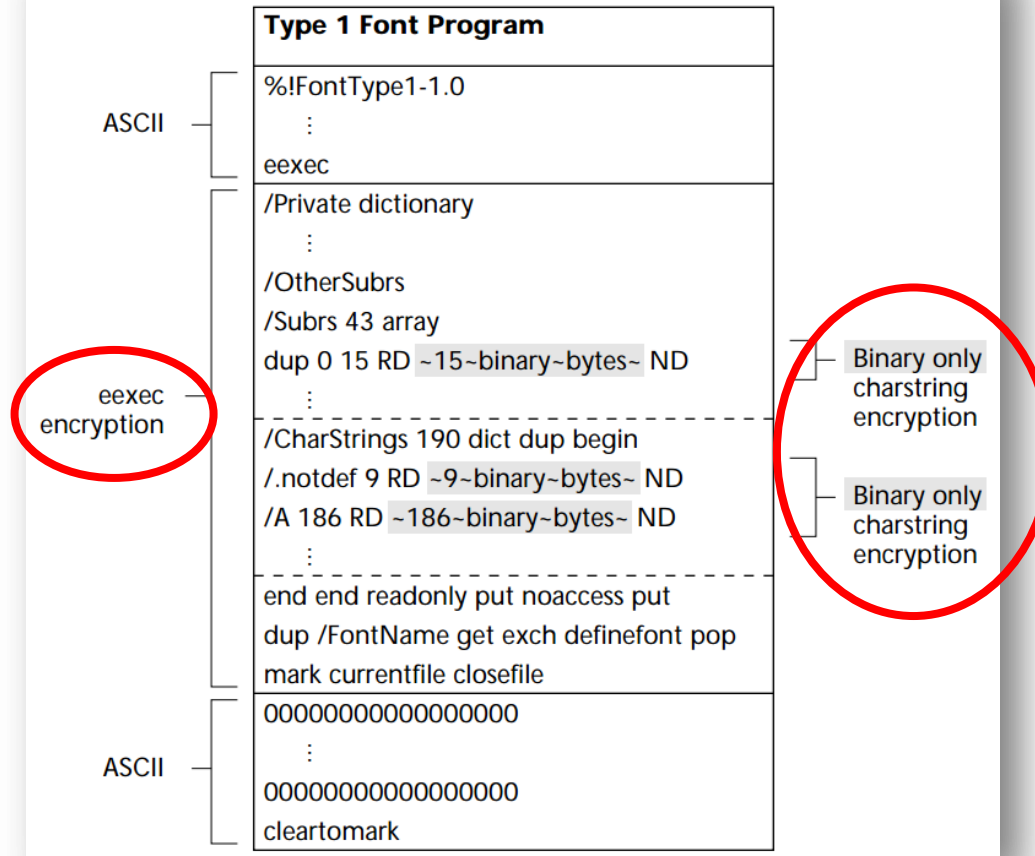 Type 1 Font Program
%!FontType1-1.0
⋮
eexec
ASCII
/Private dictionary
⋮
/OtherSubrs
/Subrs 43 array
dup 0 15 RD ~15~binary~bytes~ ND
⋮
/CharStrings 190 dict dup begin
/.notdef 9 RD ~9~binary~bytes~ ND
/A 186 RD ~186~binary~bytes~ ND
⋮
end end readonly put noaccess put
dup /FontName get exch definefont pop
mark currentfile closefile
eexec
encryption
Binary only
charstring
encryption
Binary only
charstring
encryption
00000000000000000
⋮
00000000000000000
cleartomark
ASCII